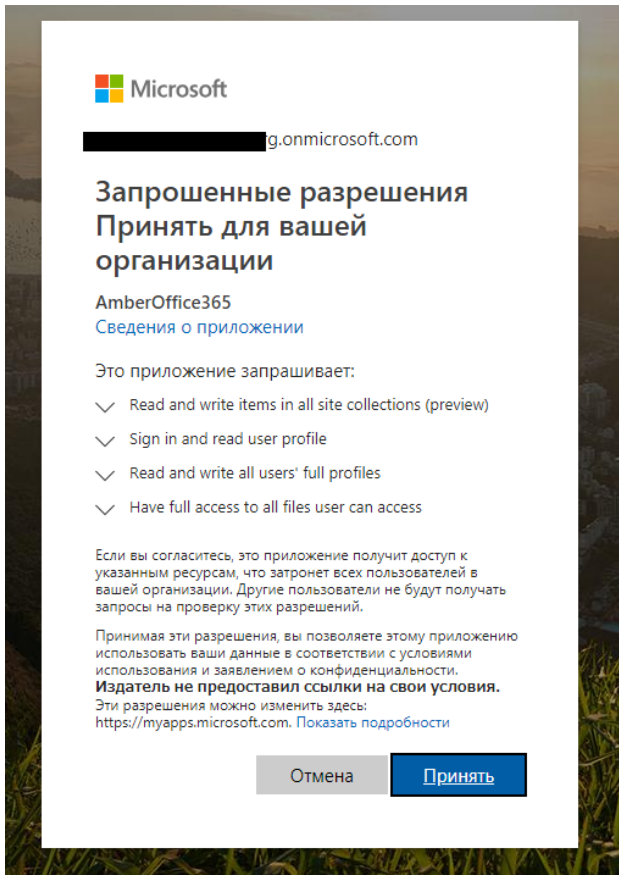 Microsoft
g.onmicrosoft.com
Запрошенные разрешения
Принять для вашей
организации
AmberOffice365
Сведения о приложении
Это приложение запрашивает:
Read and write items in all site collections (preview)
Sign in and read user profile
Read and write all users' full profiles
Have full access to all files user can access
Если вы согласитесь, это приложение получит доступ к
указанным ресурсам, что затронет всех пользователей в
вашей организации. Другие пользователи не будут получать
запросы на проверку этих разрешений.
Принимая эти разрешения, вы позволяете этому приложению
использовать ваши данные в соответствии с условиями
использования и заявлением о конфиденциальности.
Издатель не предоставил ссылки на свои условия.
Эти разрешения можно изменить здесь:
https://myapps.microsoft.com. Показать подробности
Отмена Принять